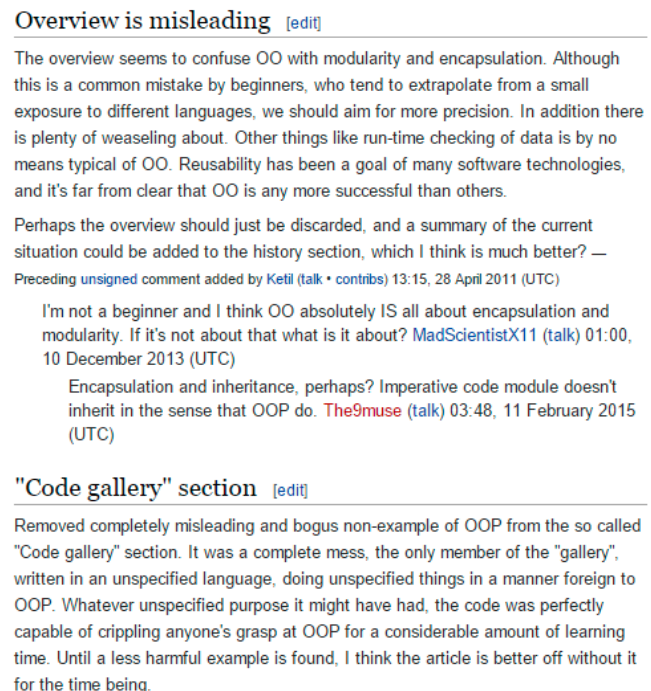 Overview is misleading [edit]
The overview seems to confuse OO with modularity and encapsulation. Although
this is a common mistake by beginners, who tend to extrapolate from a small
exposure to different languages, we should aim for more precision. In addition there
is plenty of weaseling about. Other things like run-time checking of data is by no
means typical of OO. Reusability has been a goal of many software technologies,
and it's far from clear that OO is any more successful than others.
Perhaps the overview should just be discarded, and a summary of the current
situation could be added to the history section, which I think is much better? —
Preceding unsigned comment added by Ketil (talk • contribs) 13:15, 28 April 2011 (UTC)
I'm not a beginner and I think OO absolutely IS all about encapsulation and
modularity. If it's not about that what is it about? MadScientistX11 (talk) 01:00,
10 December 2013 (UTC)
Encapsulation and inheritance, perhaps? Imperative code module doesn't
inherit in the sense that OOP do. The9muse (talk) 03:48, 11 February 2015
(UTC)
"Code gallery" section [edit]
Removed completely misleading and bogus non-example of OOP from the so called
"Code gallery" section. It was a complete mess, the only member of the "gallery",
written in an unspecified language, doing unspecified things in a manner foreign to
OOP. Whatever unspecified purpose it might have had, the code was perfectly
capable of crippling anyone's grasp at OOP for a considerable amount of learning
time. Until a less harmful example is found, I think the article is better off without it
for the time being.